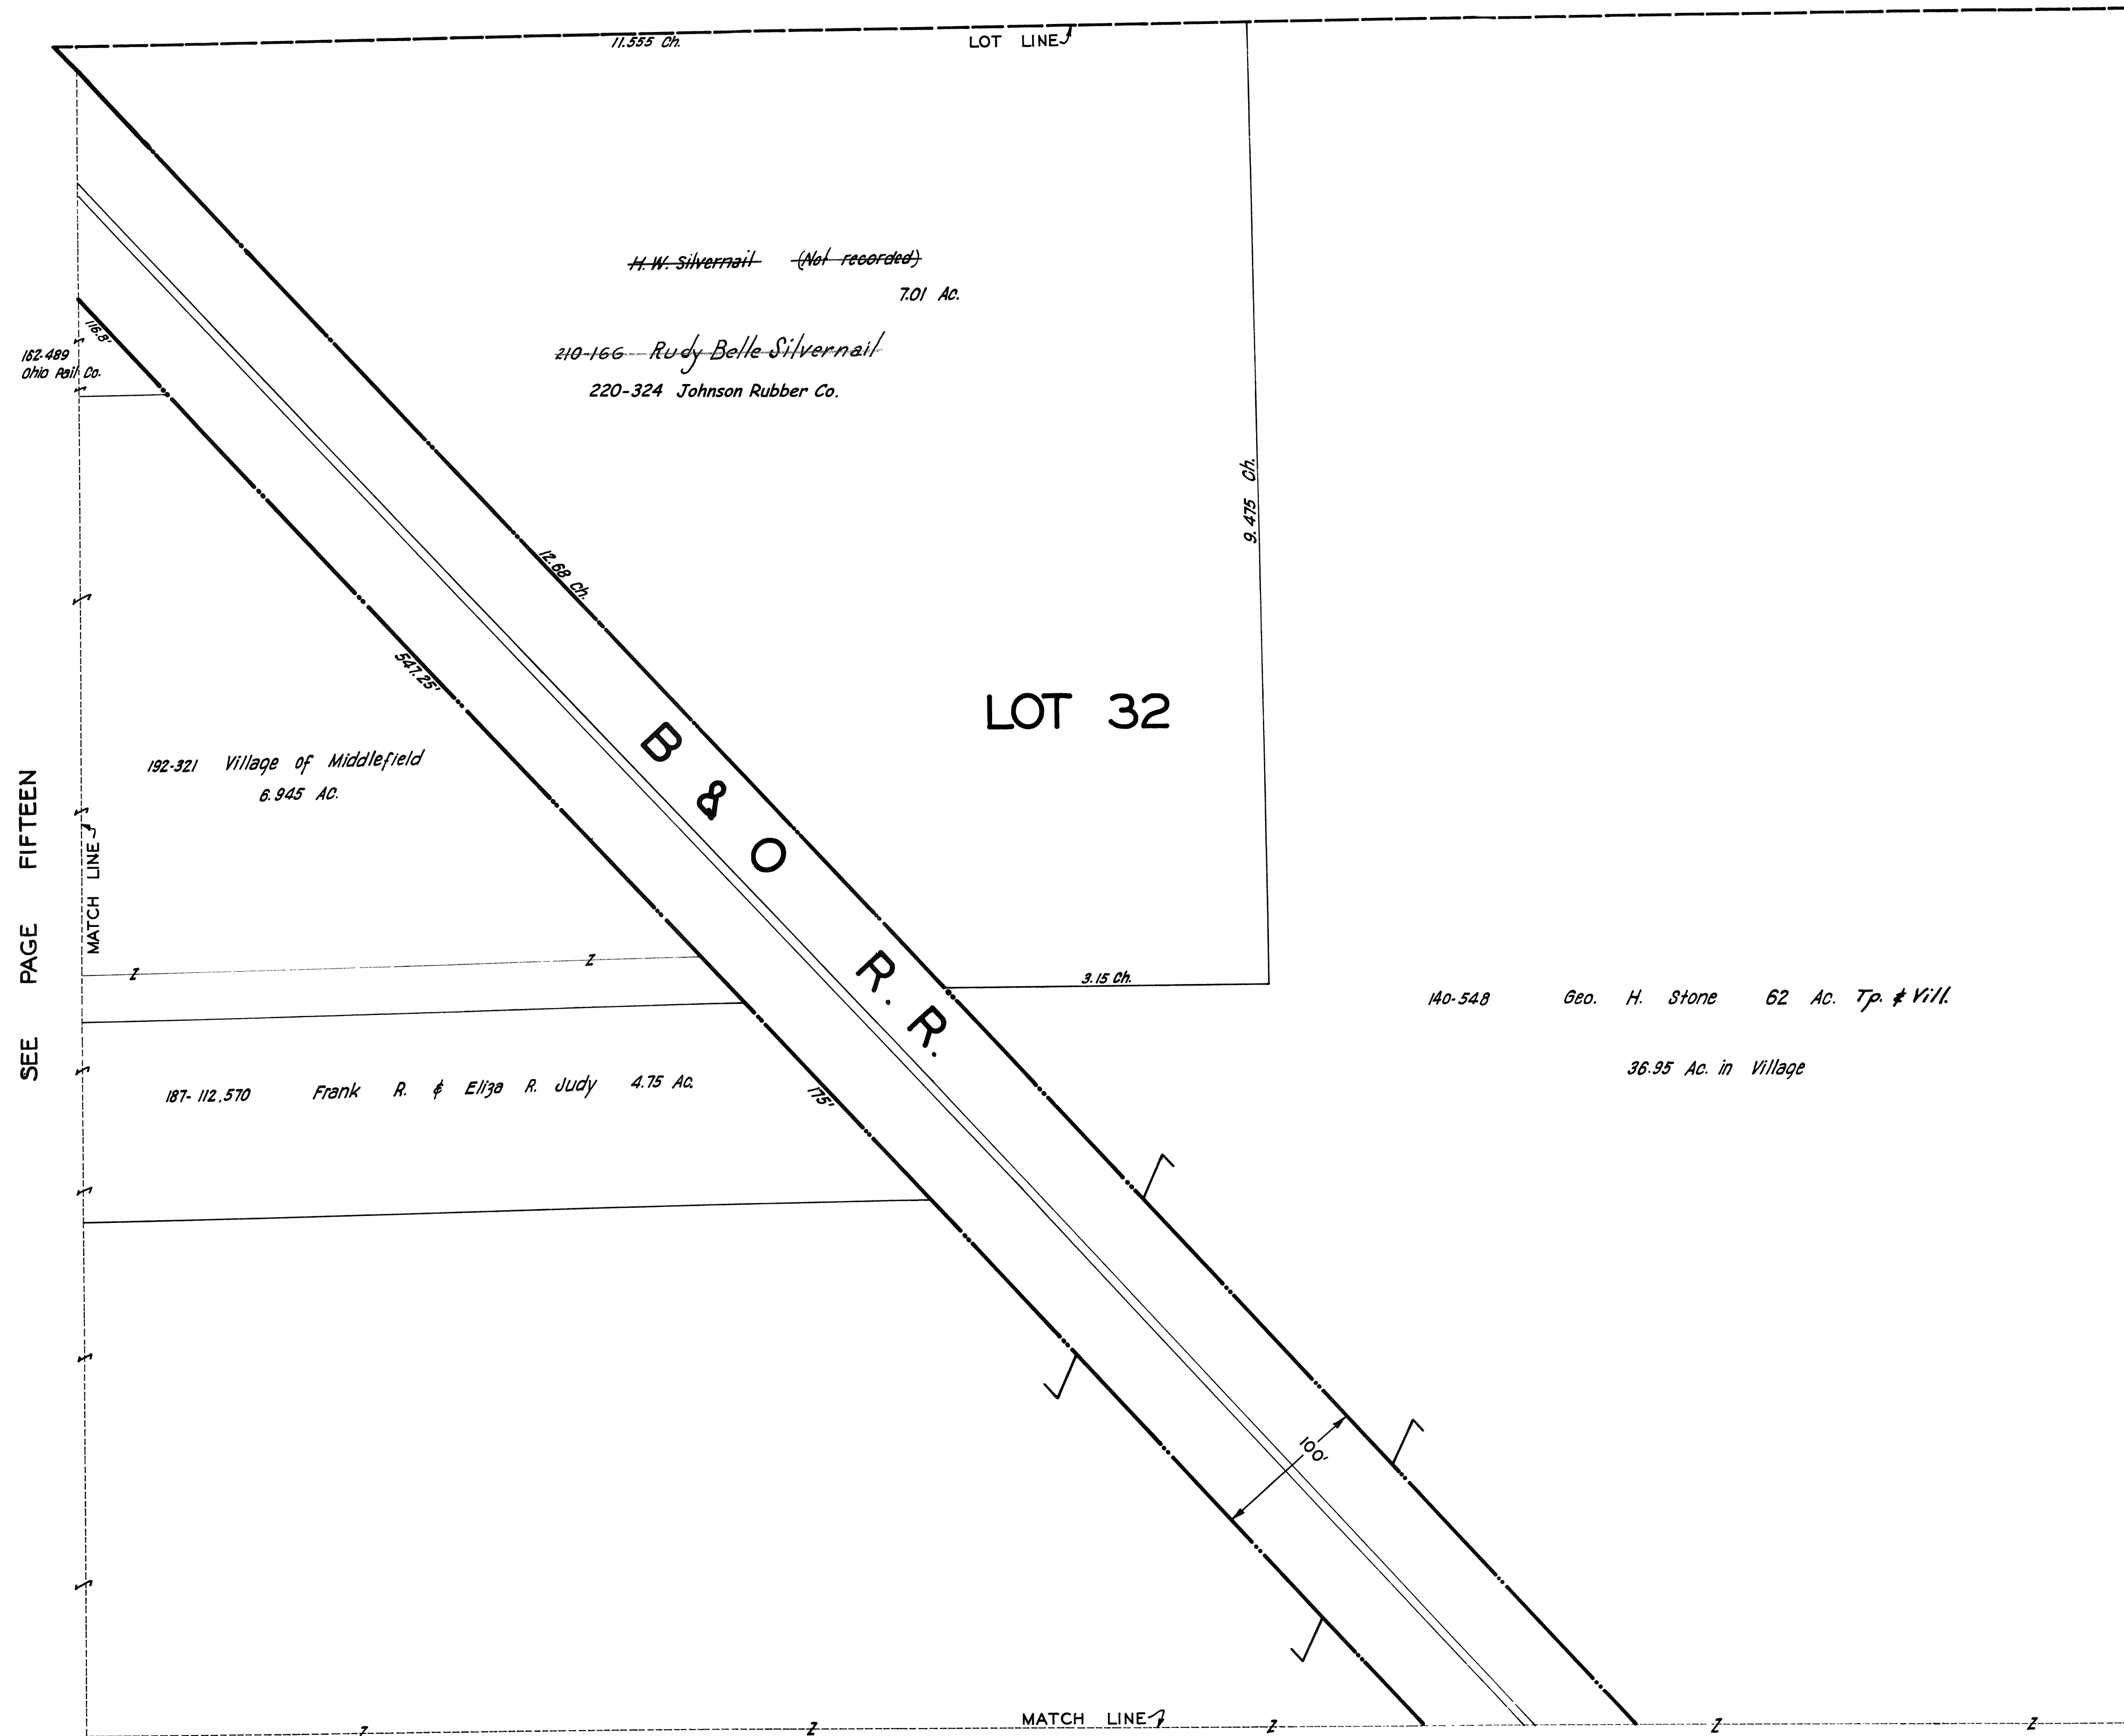 11.555 Ch.
LOT LINE
H. W. Silvernail (Not recorded)
7.01 Ac.
116.8'
162-489
Ohio Pail Co.
210-166 Rudy Belle Silvernail
220-324 Johnson Rubber Co.
9.475 Ch.
12.68 Ch.
547.25'
LOT 32
B & O R. R.
192-321 Village of Middlefield
6.945 AC.
SEE PAGE FIFTEEN
MATCH LINE
3.15 Ch.
140-548 Geo. H. Stone 62 Ac. Tp. & Vill.
36.95 Ac. in Village
187-112,570 Frank R. & Eliza R. Judy 4.75 Ac.
175'
100'
MATCH LINE